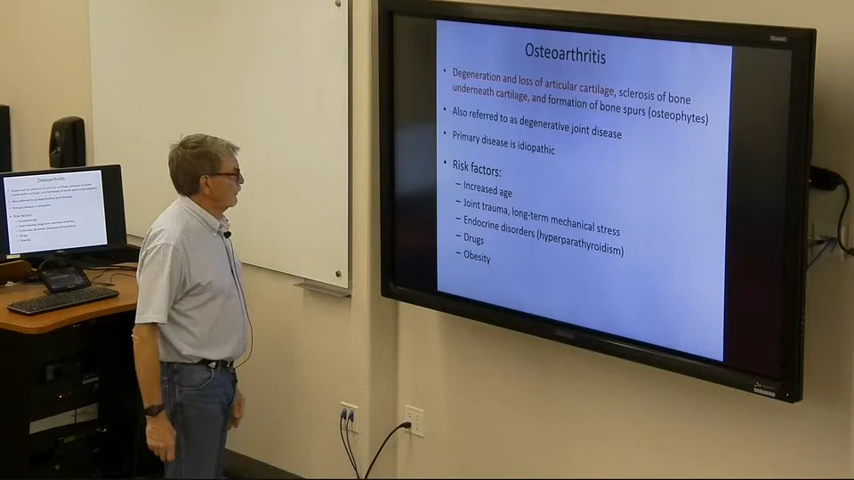 Osteoarthritis
• Degeneration and loss of articular cartilage, sclerosis of bone
underneath cartilage, and formation of bone spurs (osteophytes)
• Also referred to as degenerative joint disease
• Primary disease is idiopathic
• Risk factors:
– Increased age
– Joint trauma, long-term mechanical stress
– Endocrine disorders (hyperparathyroidism)
– Drugs
– Obesity